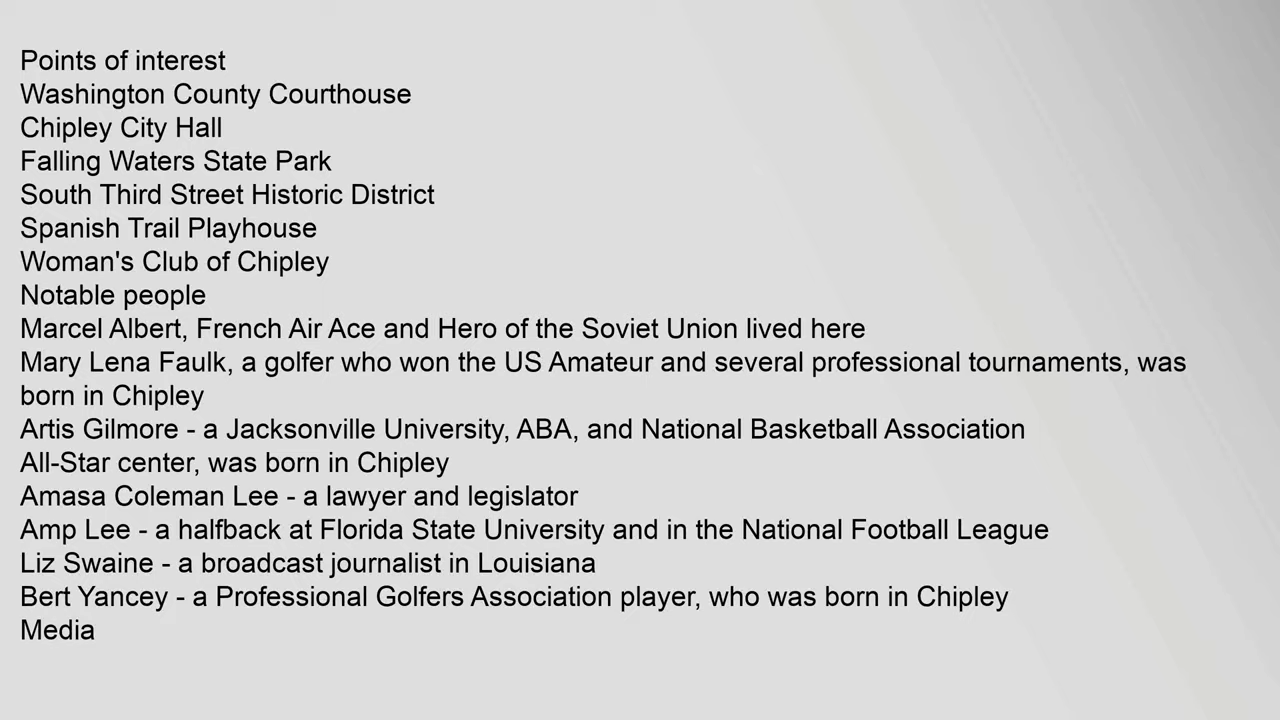 Points of interest
Washington County Courthouse
Chipley City Hall
Falling Waters State Park
South Third Street Historic District
Spanish Trail Playhouse
Woman's Club of Chipley
Notable people
Marcel Albert, French Air Ace and Hero of the Soviet Union lived here
Mary Lena Faulk, a golfer who won the US Amateur and several professional tournaments, was
born in Chipley
Artis Gilmore - a Jacksonville University, ABA, and National Basketball Association
All-Star center, was born in Chipley
Amasa Coleman Lee - a lawyer and legislator
Amp Lee - a halfback at Florida State University and in the National Football League
Liz Swaine - a broadcast journalist in Louisiana
Bert Yancey - a Professional Golfers Association player, who was born in Chipley
Media